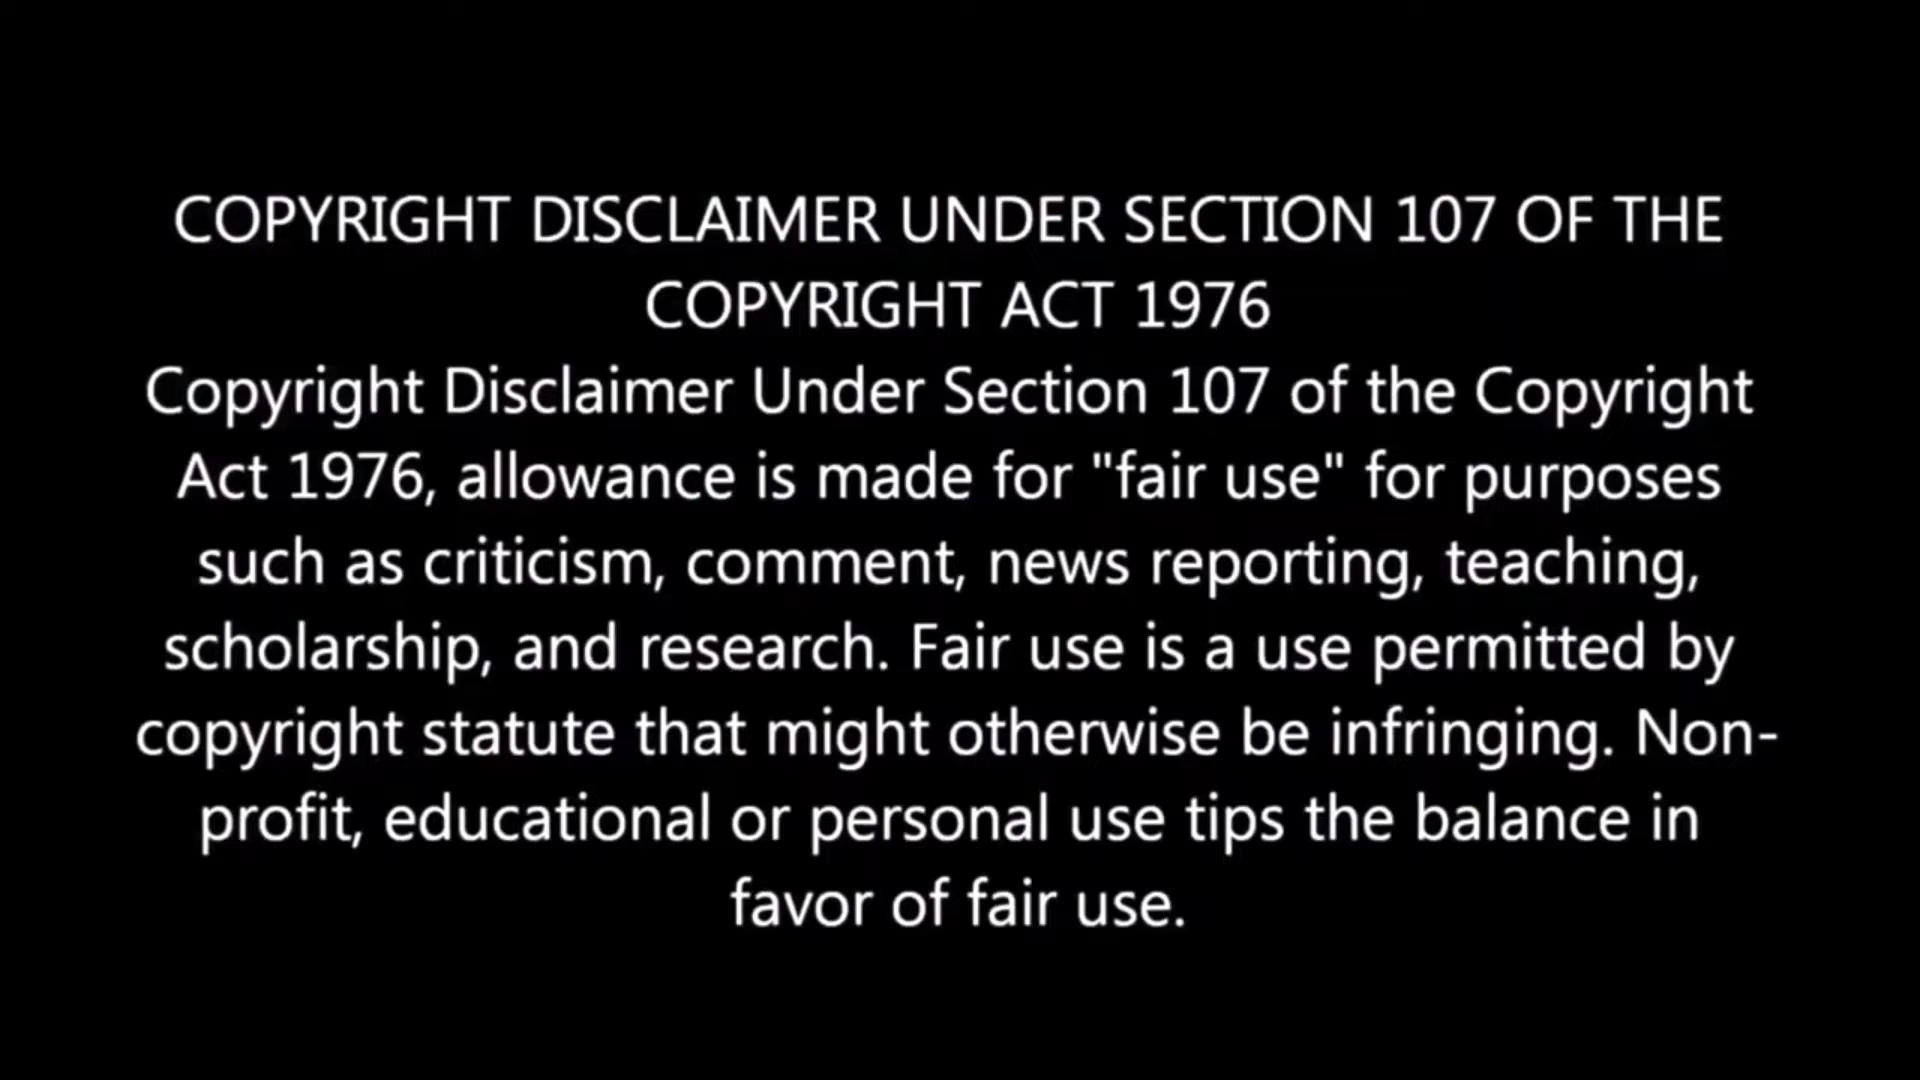 COPYRIGHT DISCLAIMER UNDER SECTION 107 OF THE
COPYRIGHT ACT 1976
Copyright Disclaimer Under Section 107 of the Copyright
Act 1976, allowance is made for "fair use" for purposes
such as criticism, comment, news reporting, teaching,
scholarship, and research. Fair use is a use permitted by
copyright statute that might otherwise be infringing. Non-
profit, educational or personal use tips the balance in
favor of fair use.